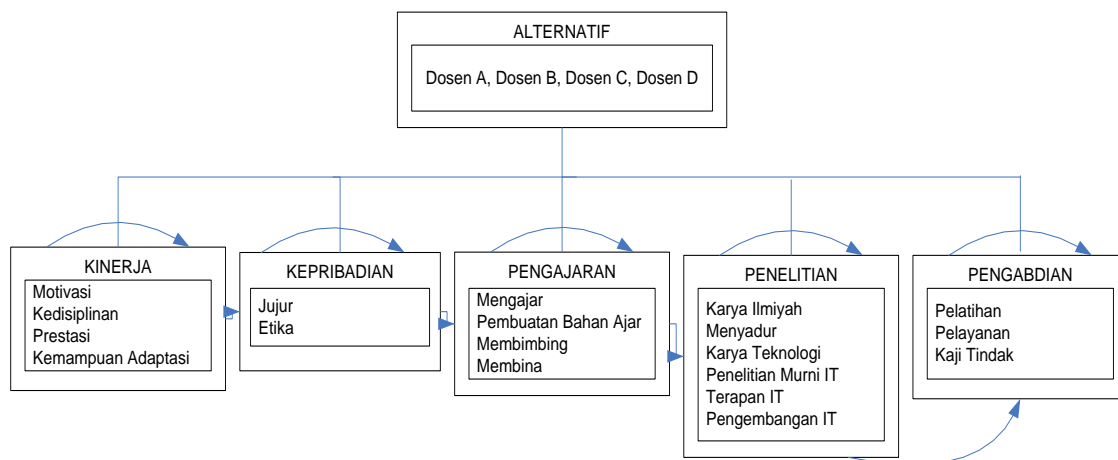 ALTERNATIF
Dosen A, Dosen B, Dosen C, Dosen D
KINERJA
Motivasi
Kedisiplinan
Prestasi
Kemampuan Adaptasi
KEPRIBADIAN
Jujur
Etika
PENGAJARAN
Mengajar
Pembuatan Bahan Ajar
Membimbing
Membina
PENELITIAN
Karya Ilmiyah
Menyadur
Karya Teknologi
Penelitian Murni IT
Terapan IT
Pengembangan IT
PENGABDIAN
Pelatihan
Pelayanan
Kaji Tindak